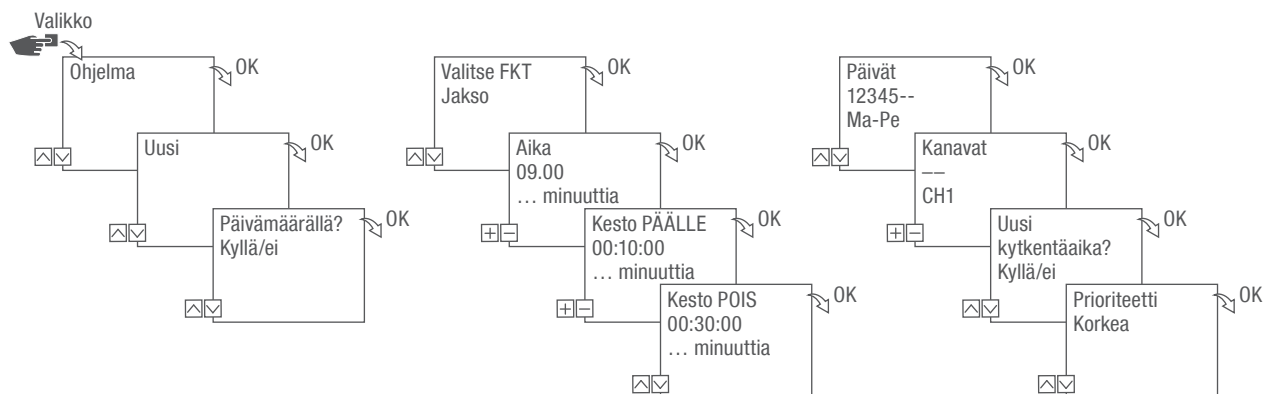 Valikko
Ohjelma
OK
Uusi
OK
Päivämäärällä?
Kyllä/ei
OK
Valitse FKT
Jakso
OK
Aika
09.00
… minuuttia
OK
Kesto PÄÄLLE
00:10:00
… minuuttia
OK
Kesto POIS
00:30:00
… minuuttia
OK
Päivät
12345--
Ma-Pe
OK
Kanavat
––
CH1
OK
Uusi
kytkentäaika?
Kyllä/ei
OK
Prioriteetti
Korkea
OK